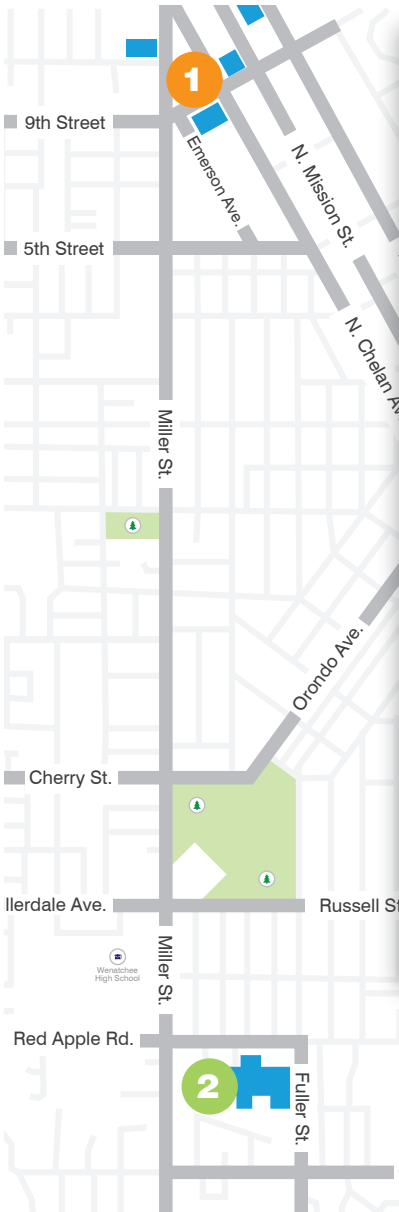 1
9th Street
Emerson Ave.
N. Mission St.
5th Street
N. Chelan Av
Miller St.
Orondo Ave.
Cherry St.
llerdale Ave.
Russell St
Wenatchee
High School
Miller St.
Red Apple Rd.
2
Fuller St.